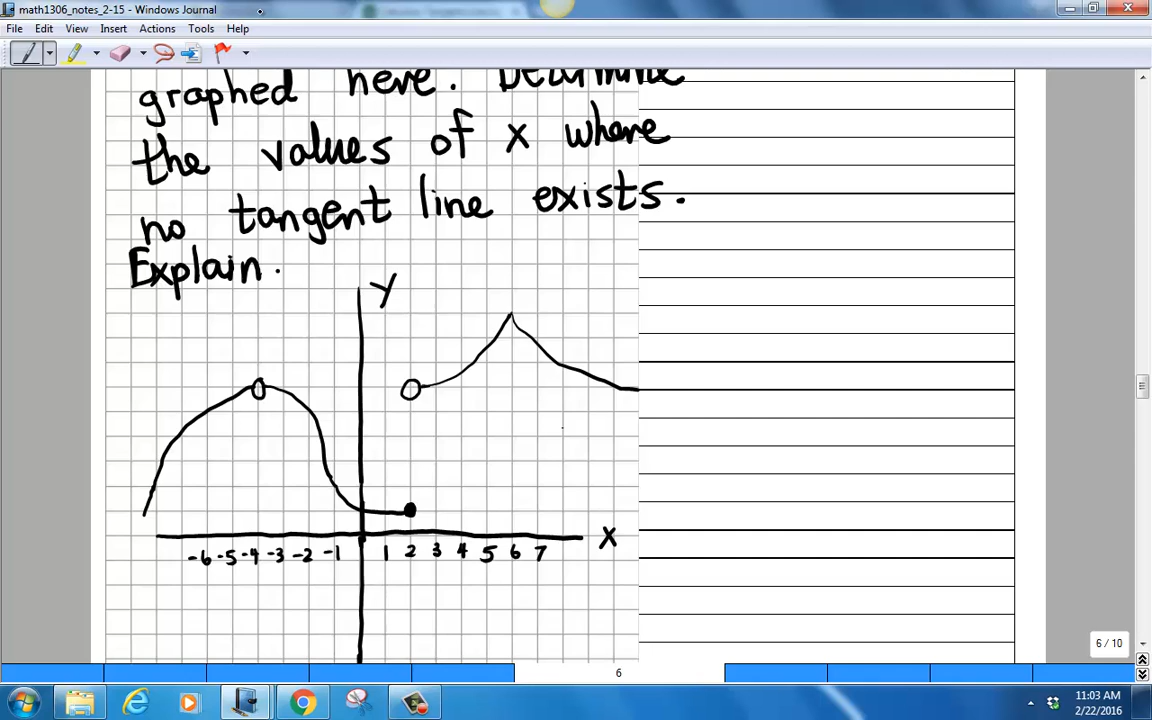 math1306_notes_2-15 - Windows Journal
File Edit View Insert Actions Tools Help
graphed here. Determine
the values of x where
no tangent line exists.
Explain.
y
x
-6 -5 -4 -3 -2 -1 1 2 3 4 5 6 7
6 / 10
6
11:03 AM
2/22/2016